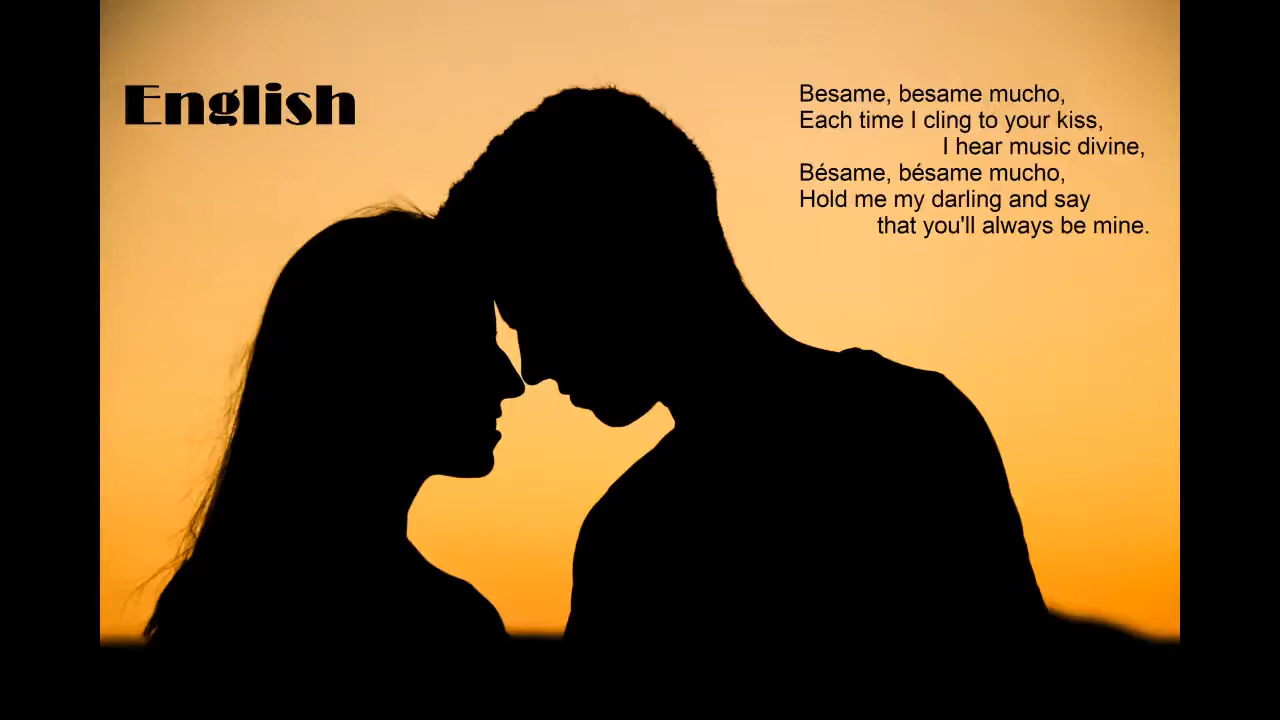 English
Besame, besame mucho,
Each time I cling to your kiss,
I hear music divine,
Bésame, bésame mucho,
Hold me my darling and say
that you'll always be mine.